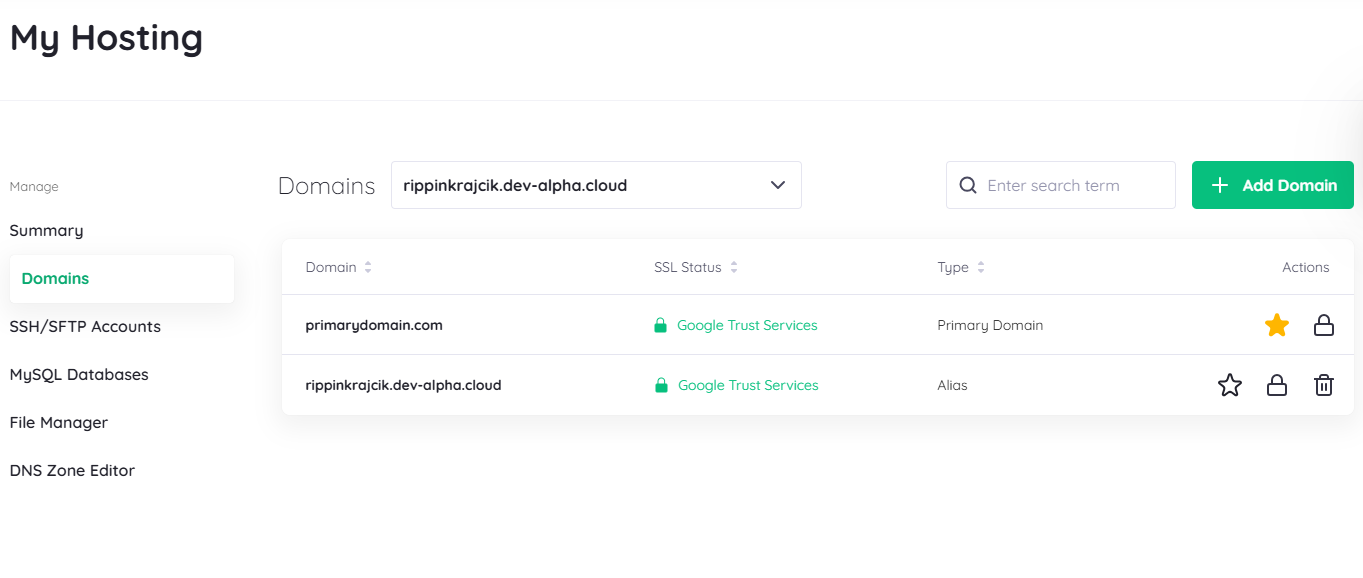 My Hosting
Manage
Summary
Domains
SSH/SFTP Accounts
MySQL Databases
File Manager
DNS Zone Editor
Domains rippinkrajcik.dev-alpha.cloud Enter search term Add Domain
Domain SSL Status Type Actions
primarydomain.com Google Trust Services Primary Domain
rippinkrajcik.dev-alpha.cloud Google Trust Services Alias